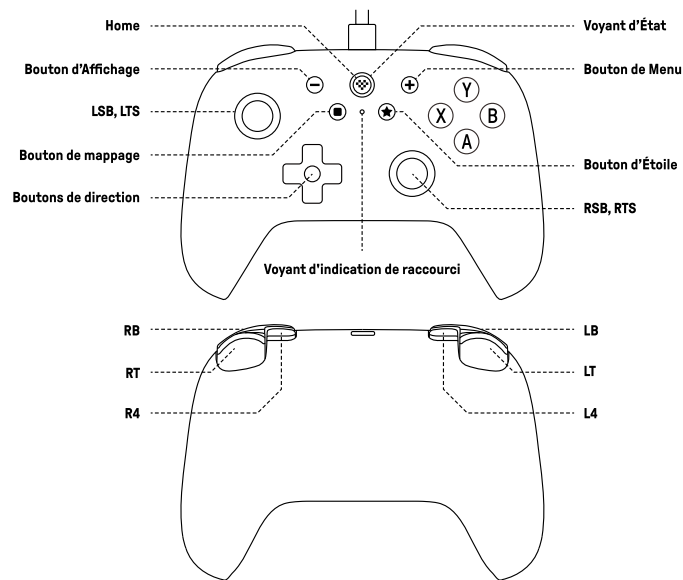 Home
Voyant d'État
Bouton d'Affichage
Bouton de Menu
LSB, LTS
Y
X
B
A
Bouton de mappage
Bouton d'Étoile
Boutons de direction
RSB, RTS
Voyant d'indication de raccourci
RB
LB
RT
LT
R4
L4